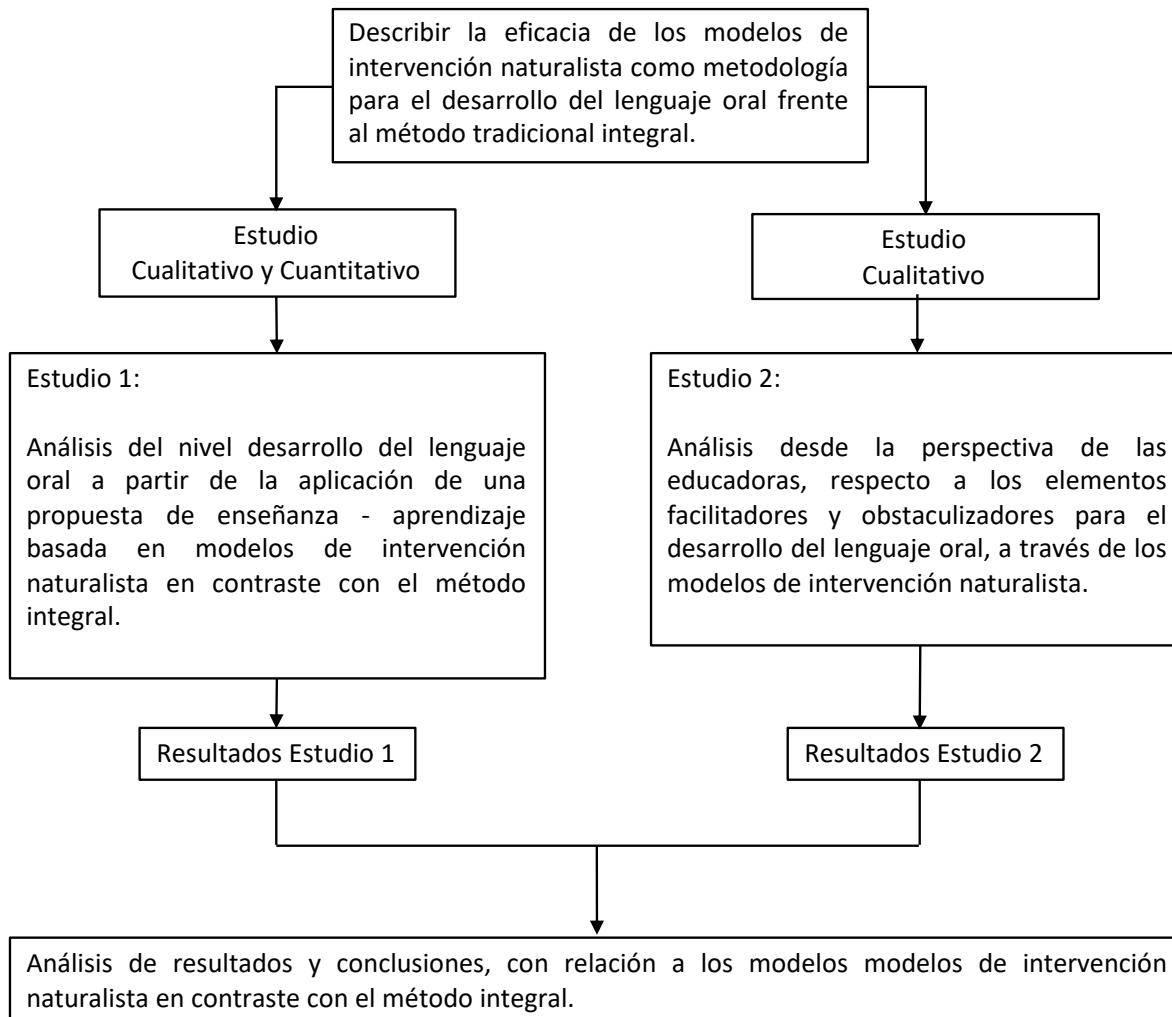 Describir la eficacia de los modelos de
intervención naturalista como metodología
para el desarrollo del lenguaje oral frente
al método tradicional integral.
Estudio
Cualitativo y Cuantitativo
Estudio
Cualitativo
Estudio 1:
Análisis del nivel desarrollo del lenguaje
oral a partir de la aplicación de una
propuesta de enseñanza - aprendizaje
basada en modelos de intervención
naturalista en contraste con el método
integral.
Estudio 2:
Análisis desde la perspectiva de las
educadoras, respecto a los elementos
facilitadores y obstaculizadores para el
desarrollo del lenguaje oral, a través de los
modelos de intervención naturalista.
Resultados Estudio 1
Resultados Estudio 2
Análisis de resultados y conclusiones, con relación a los modelos modelos de intervención
naturalista en contraste con el método integral.